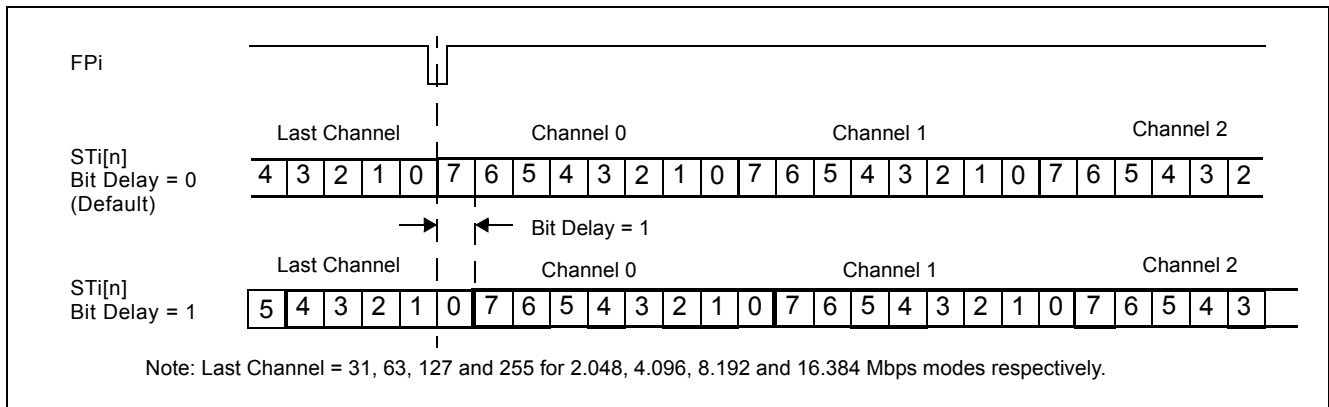 FPi
Last Channel Channel 0 Channel 1 Channel 2
STi[n]
Bit Delay = 0
(Default)
4 3 2 1 0 7 6 5 4 3 2 1 0 7 6 5 4 3 2 1 0 7 6 5 4 3 2
Bit Delay = 1
Last Channel Channel 0 Channel 1 Channel 2
STi[n]
Bit Delay = 1
5 4 3 2 1 0 7 6 5 4 3 2 1 0 7 6 5 4 3 2 1 0 7 6 5 4 3
Note: Last Channel = 31, 63, 127 and 255 for 2.048, 4.096, 8.192 and 16.384 Mbps modes respectively.